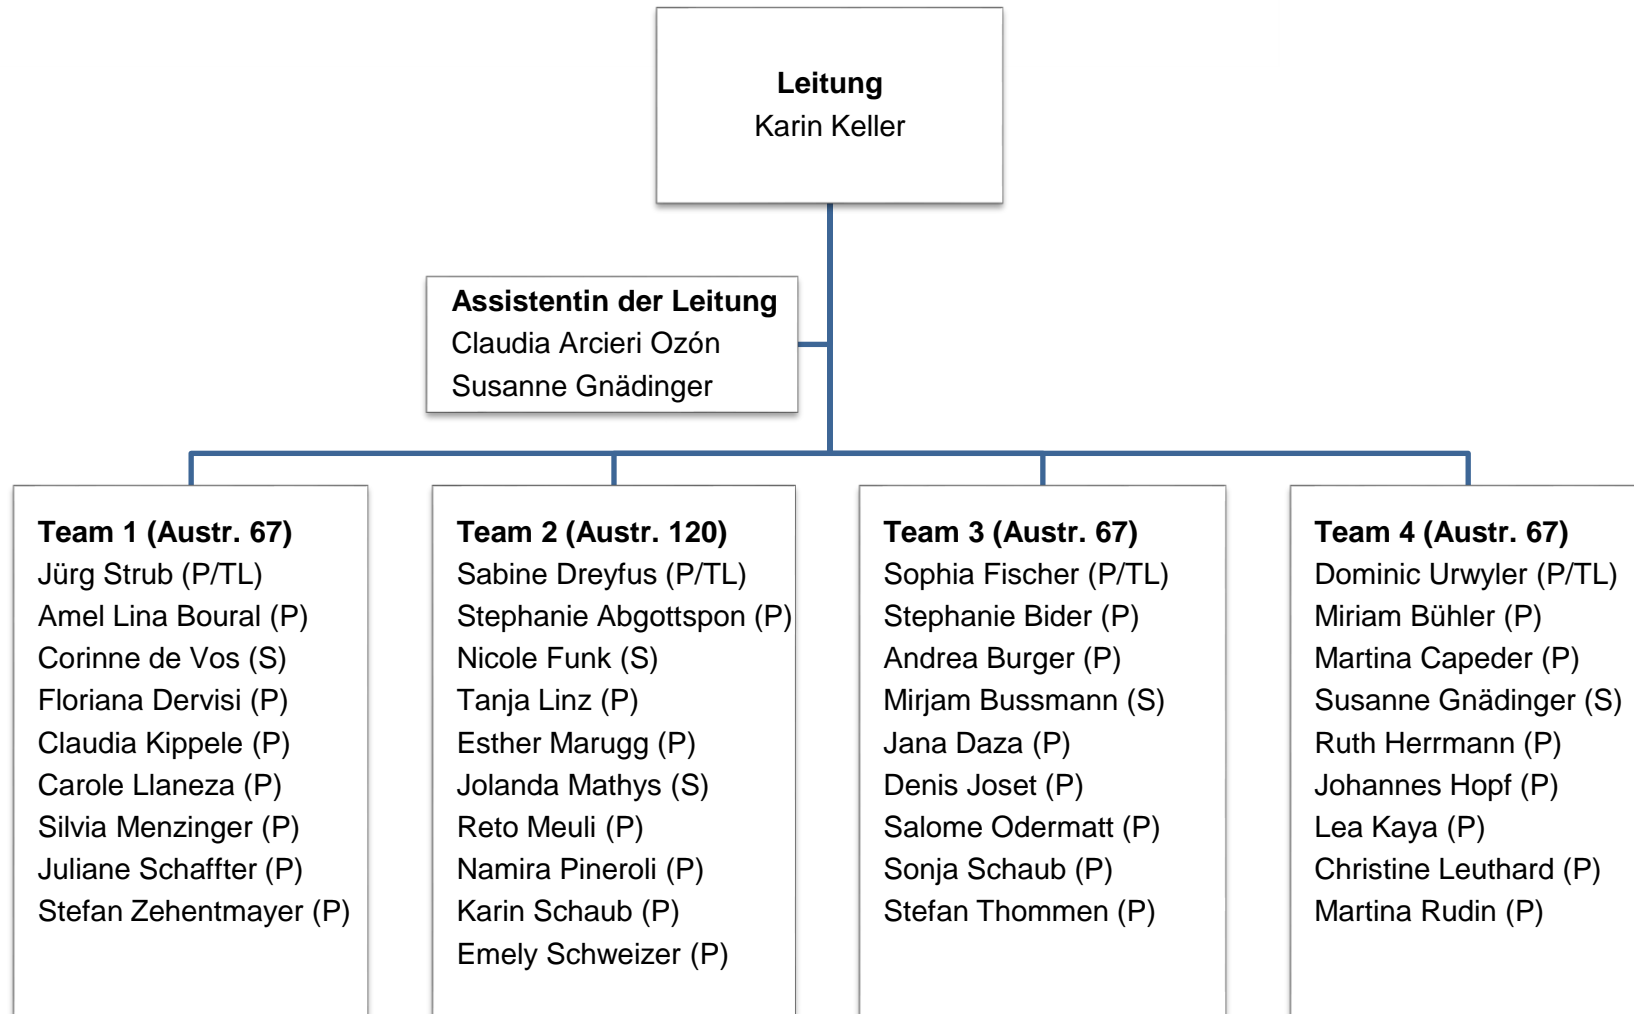 Leitung
Karin Keller
Assistentin der Leitung
Claudia Arcieri Ozón
Susanne Gnädinger
Team 1 (Austr. 67)
Jürg Strub (P/TL)
Amel Lina Boural (P)
Corinne de Vos (S)
Floriana Dervisi (P)
Claudia Kippele (P)
Carole Llaneza (P)
Silvia Menzinger (P)
Juliane Schaffter (P)
Stefan Zehentmayer (P)
Team 2 (Austr. 120)
Sabine Dreyfus (P/TL)
Stephanie Abgottspon (P)
Nicole Funk (S)
Tanja Linz (P)
Esther Marugg (P)
Jolanda Mathys (S)
Reto Meuli (P)
Namira Pineroli (P)
Karin Schaub (P)
Emely Schweizer (P)
Team 3 (Austr. 67)
Sophia Fischer (P/TL)
Stephanie Bider (P)
Andrea Burger (P)
Mirjam Bussmann (S)
Jana Daza (P)
Denis Joset (P)
Salome Odermatt (P)
Sonja Schaub (P)
Stefan Thommen (P)
Team 4 (Austr. 67)
Dominic Urwyler (P/TL)
Miriam Bühler (P)
Martina Capeder (P)
Susanne Gnädinger (S)
Ruth Herrmann (P)
Johannes Hopf (P)
Lea Kaya (P)
Christine Leuthard (P)
Martina Rudin (P)